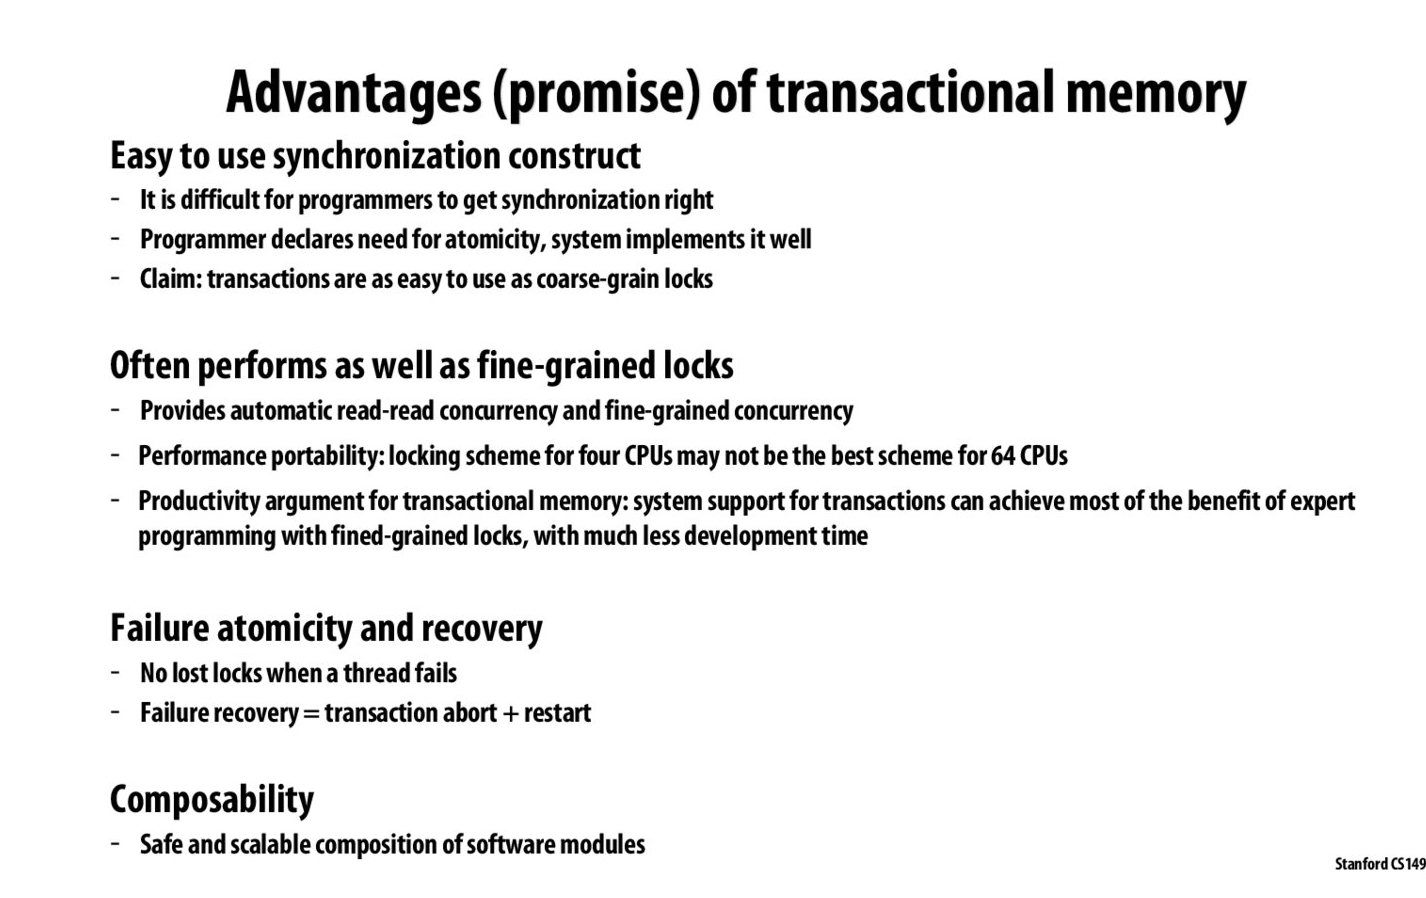 Advantages (promise) of transactional memory
Easy to use synchronization construct
- It is difficult for programmers to get synchronization right
- Programmer declares need for atomicity, system implements it well
- Claim: transactions are as easy to use as coarse-grain locks
Often performs as well as fine-grained locks
- Provides automatic read-read concurrency and fine-grained concurrency
- Performance portability: locking scheme for four CPUs may not be the best scheme for 64 CPUs
- Productivity argument for transactional memory: system support for transactions can achieve most of the benefit of expert
programming with fined-grained locks, with much less development time
Failure atomicity and recovery
- No lost locks when a thread fails
- Failure recovery = transaction abort + restart
Composability
- Safe and scalable composition of software modules
Stanford CS149